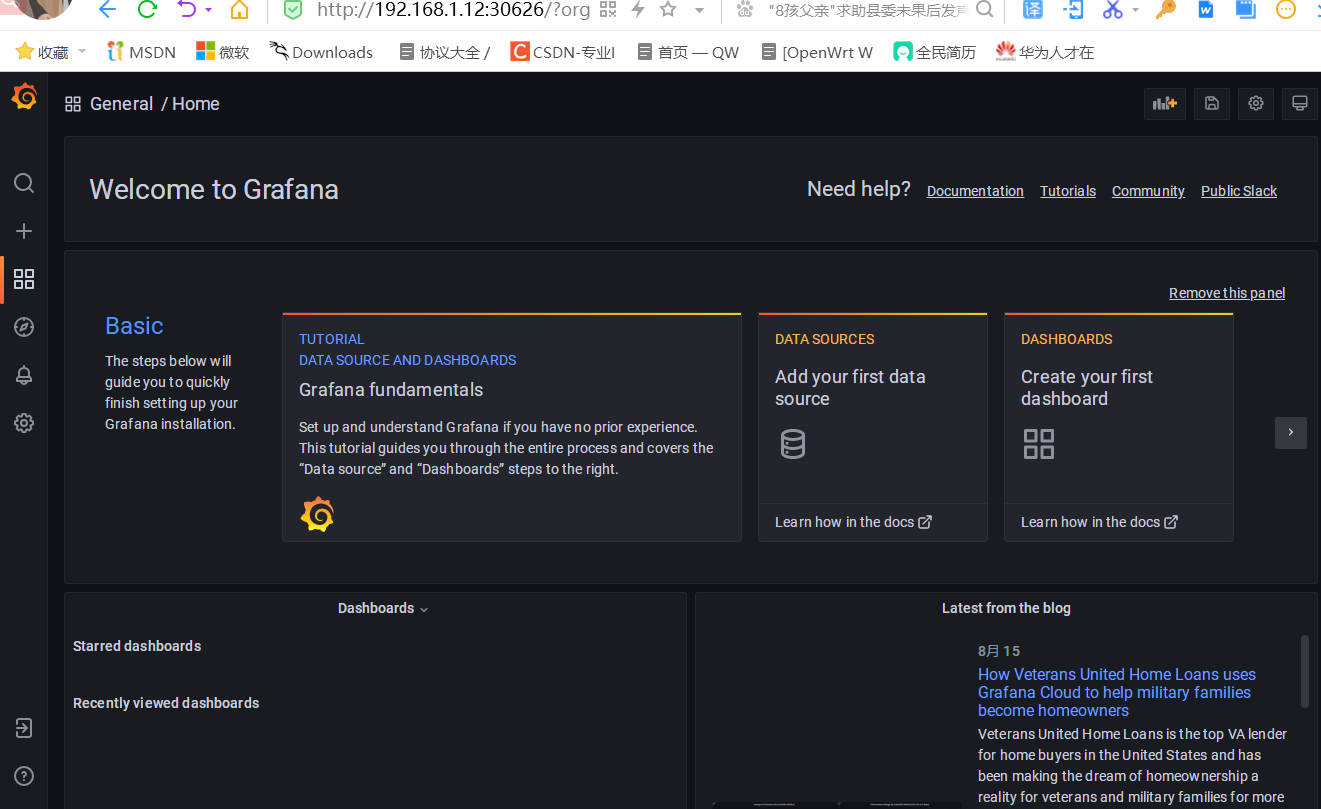 http://192.168.1.12:30626/?org
"8孩父亲"求助县委未果后发声
译
收藏 MSDN 微软 Downloads 协议大全 / CSDN-专业I 首页 — QW [OpenWrt W 全民简历 华为人才在
General / Home
Welcome to Grafana
Need help? Documentation Tutorials Community Public Slack
Remove this panel
Basic
The steps below will
guide you to quickly
finish setting up your
Grafana installation.
TUTORIAL
DATA SOURCE AND DASHBOARDS
Grafana fundamentals
Set up and understand Grafana if you have no prior experience.
This tutorial guides you through the entire process and covers the
“Data source” and “Dashboards” steps to the right.
DATA SOURCES
Add your first data
source
Learn how in the docs
DASHBOARDS
Create your first
dashboard
Learn how in the docs
Dashboards
Starred dashboards
Recently viewed dashboards
Latest from the blog
8月 15
How Veterans United Home Loans uses
Grafana Cloud to help military families
become homeowners
Veterans United Home Loans is the top VA lender
for home buyers in the United States and has
been making the dream of homeownership a
reality for veterans and military families for more